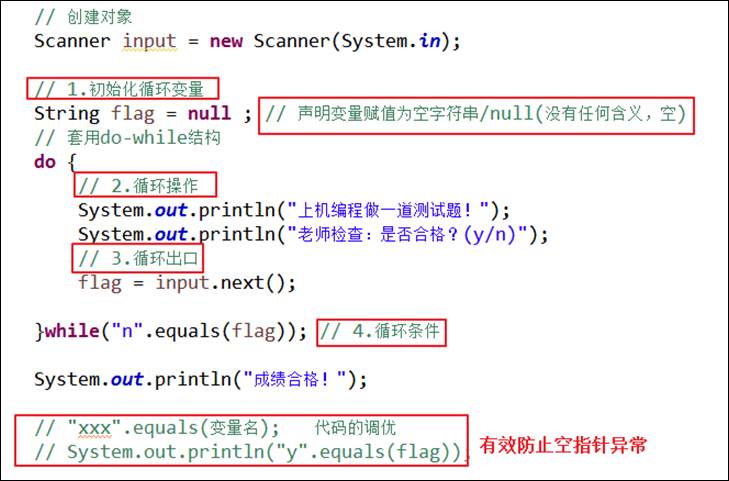 // 创建对象
Scanner input = new Scanner(System.in);
// 1.初始化循环变量
String flag = null ; // 声明变量赋值为空字符串/null(没有任何含义，空)
// 套用do-while结构
do {
// 2.循环操作
System.out.println("上机编程做一道测试题！");
System.out.println("老师检查：是否合格？(y/n)");
// 3.循环出口
flag = input.next();
}while("n".equals(flag)); // 4.循环条件
System.out.println("成绩合格！");
// "xxx".equals(变量名); 代码的调优
// System.out.println("y".equals(flag)); 有效防止空指针异常